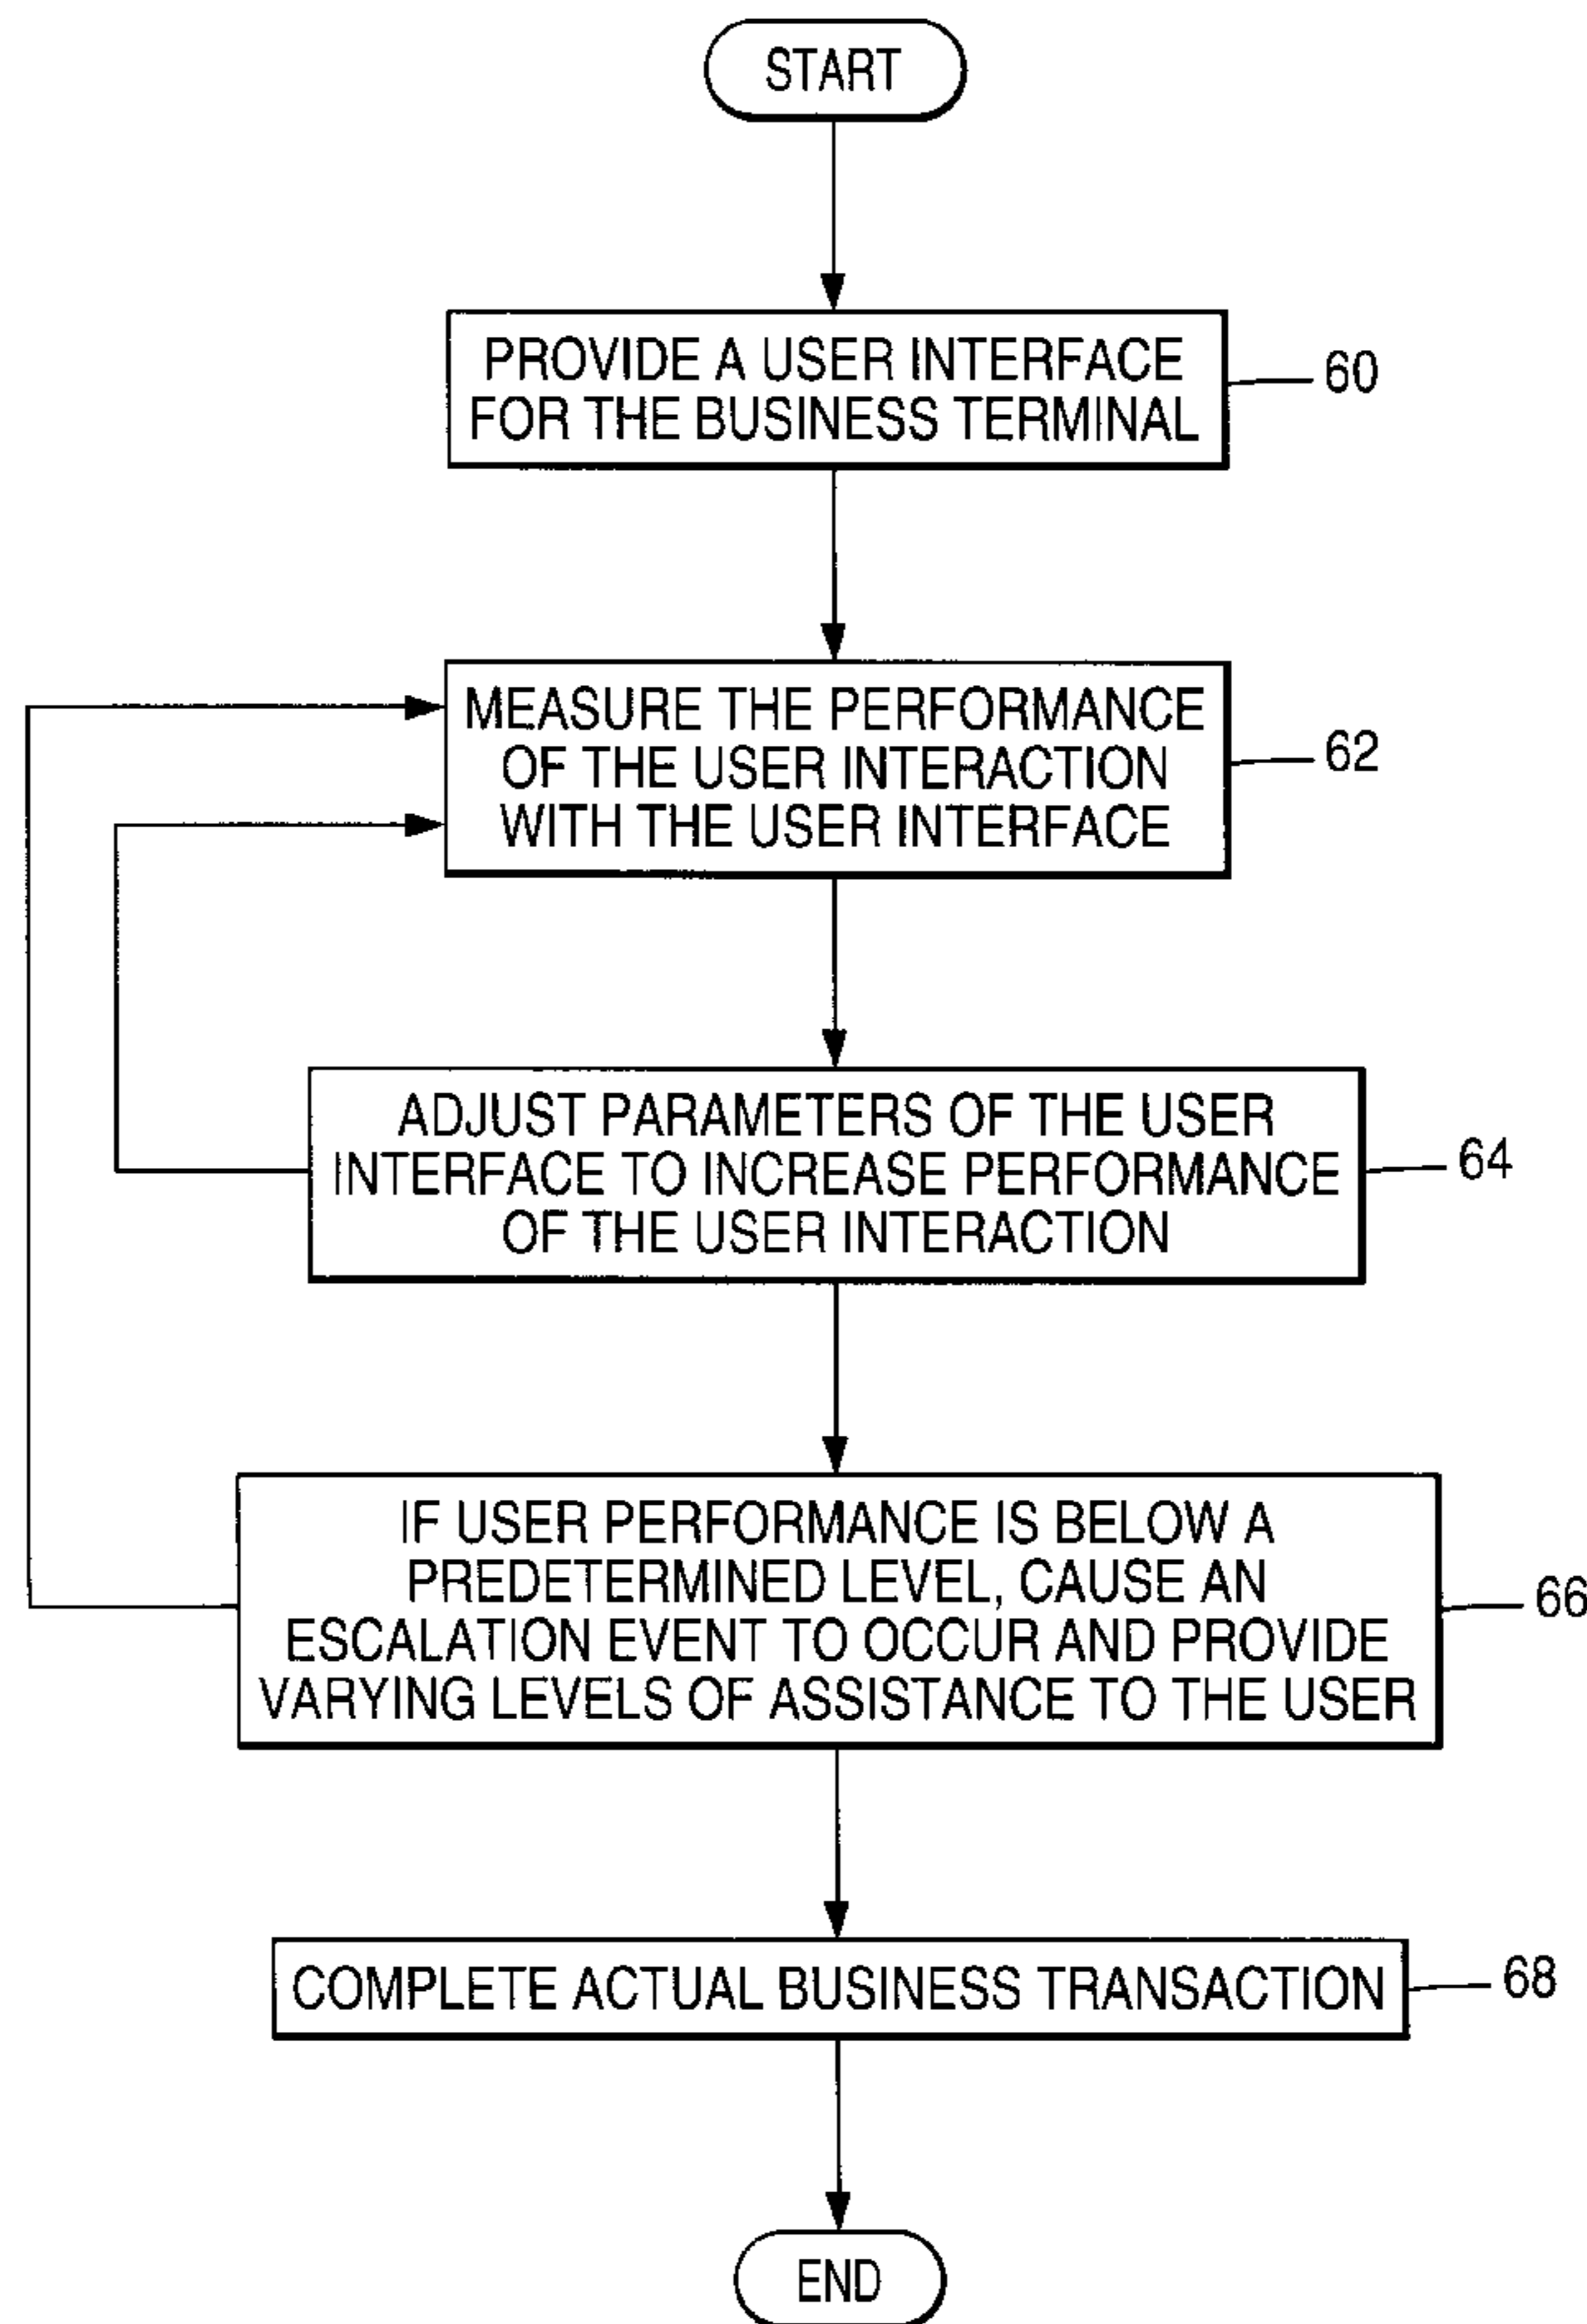 START
PROVIDE A USER INTERFACE
FOR THE BUSINESS TERMINAL
60
MEASURE THE PERFORMANCE
OF THE USER INTERACTION
WITH THE USER INTERFACE
62
ADJUST PARAMETERS OF THE USER
INTERFACE TO INCREASE PERFORMANCE
OF THE USER INTERACTION
64
IF USER PERFORMANCE IS BELOW A
PREDETERMINED LEVEL, CAUSE AN
ESCALATION EVENT TO OCCUR AND PROVIDE
VARYING LEVELS OF ASSISTANCE TO THE USER
66
COMPLETE ACTUAL BUSINESS TRANSACTION
68
END